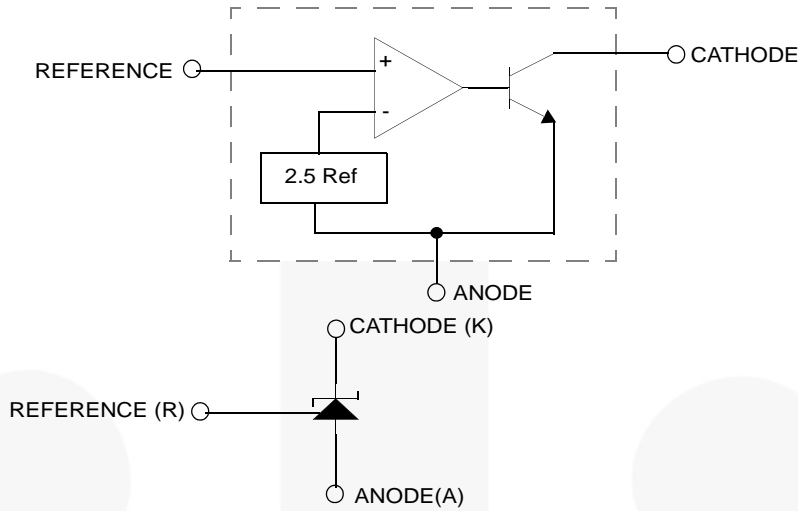 REFERENCE
CATHODE
+
-
2.5 Ref
ANODE
CATHODE (K)
REFERENCE (R)
ANODE(A)